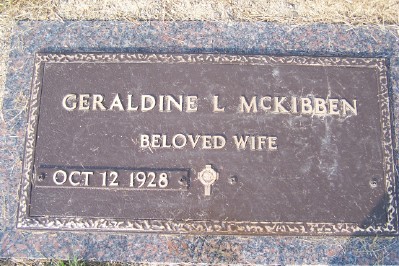 GERALDINE L MCKIBBEN
BELOVED WIFE
OCT 12 1928